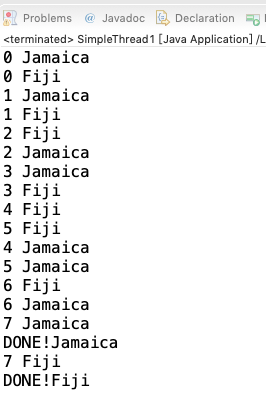 Problems @ Javadoc Declaration
<terminated> SimpleThread1 [Java Application] /L
0 Jamaica
0 Fiji
1 Jamaica
1 Fiji
2 Fiji
2 Jamaica
3 Jamaica
3 Fiji
4 Fiji
5 Fiji
4 Jamaica
5 Jamaica
6 Fiji
6 Jamaica
7 Jamaica
DONE!Jamaica
7 Fiji
DONE!Fiji